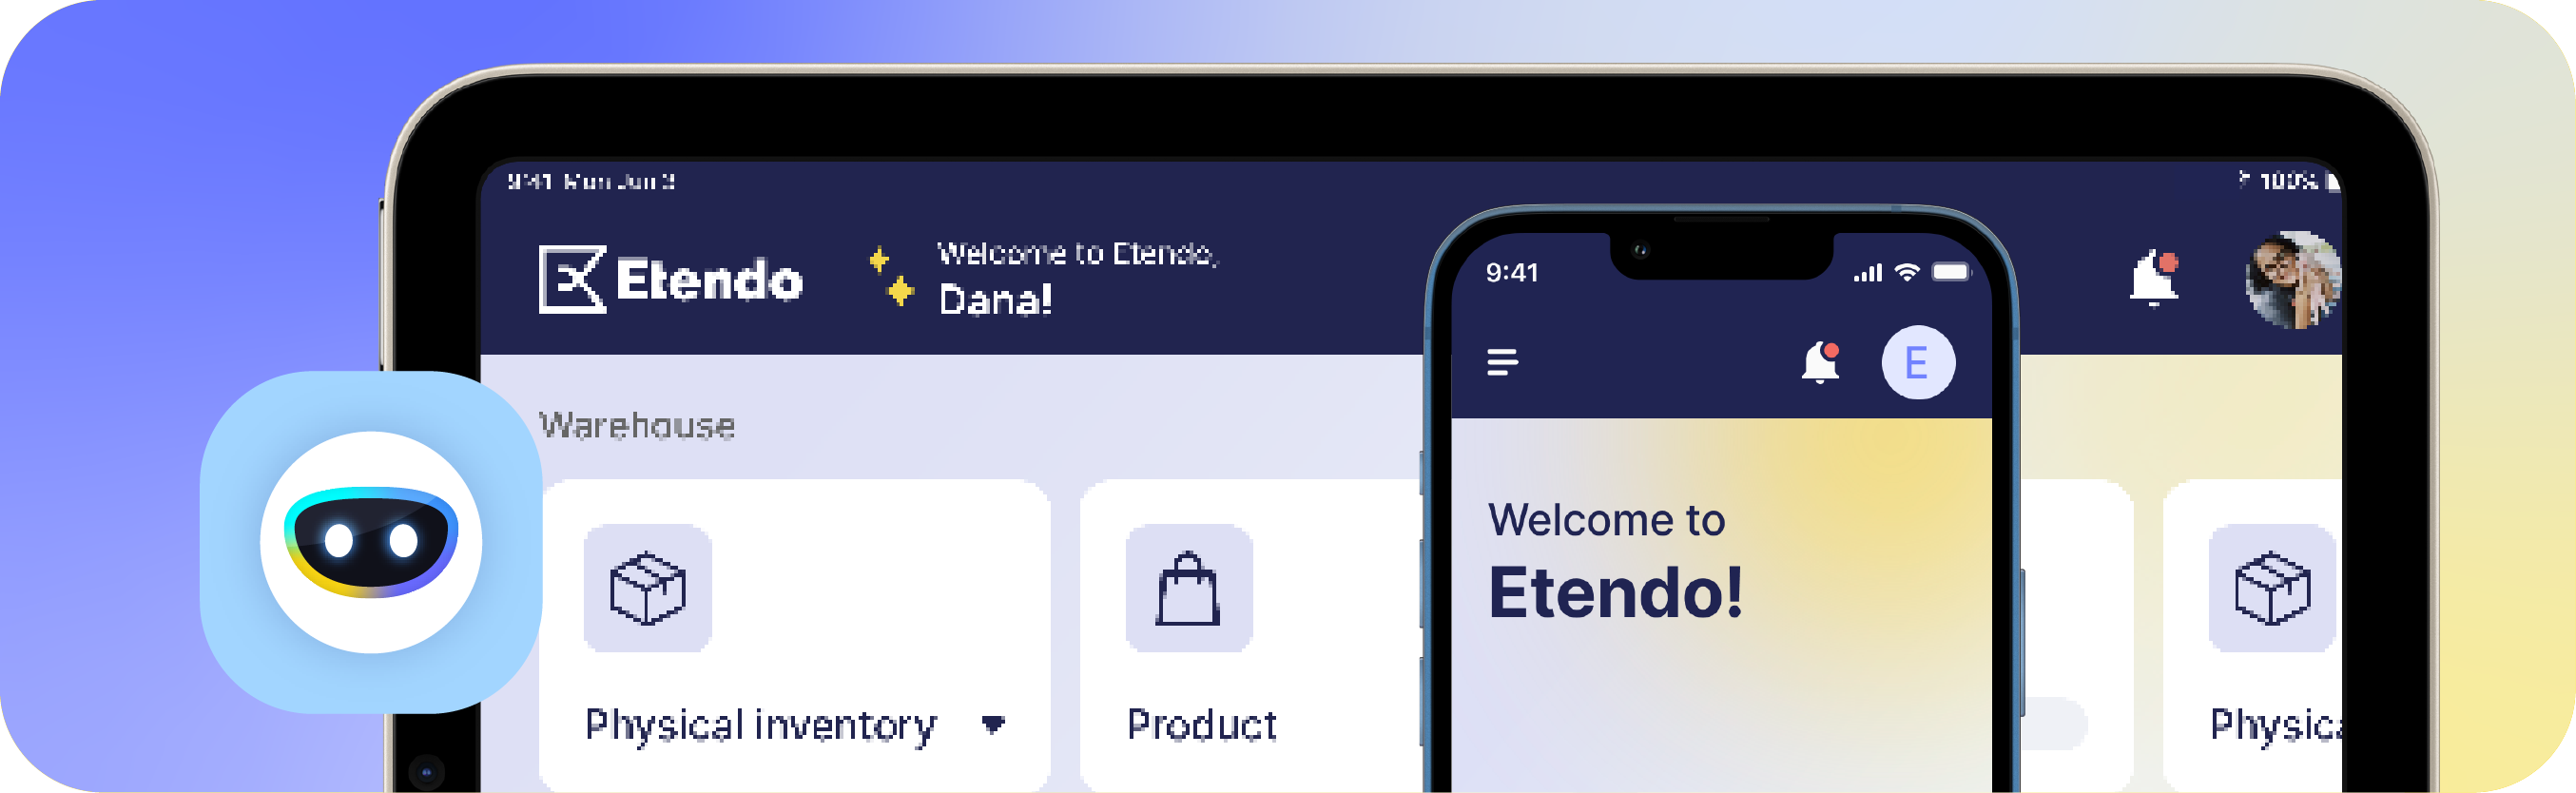 9:41 Mon Jun 3
100%
Etendo
Welcome to Etendo,
Dana!
9:41
E
Warehouse
Welcome to
Etendo!
Physical inventory
Product
Physica